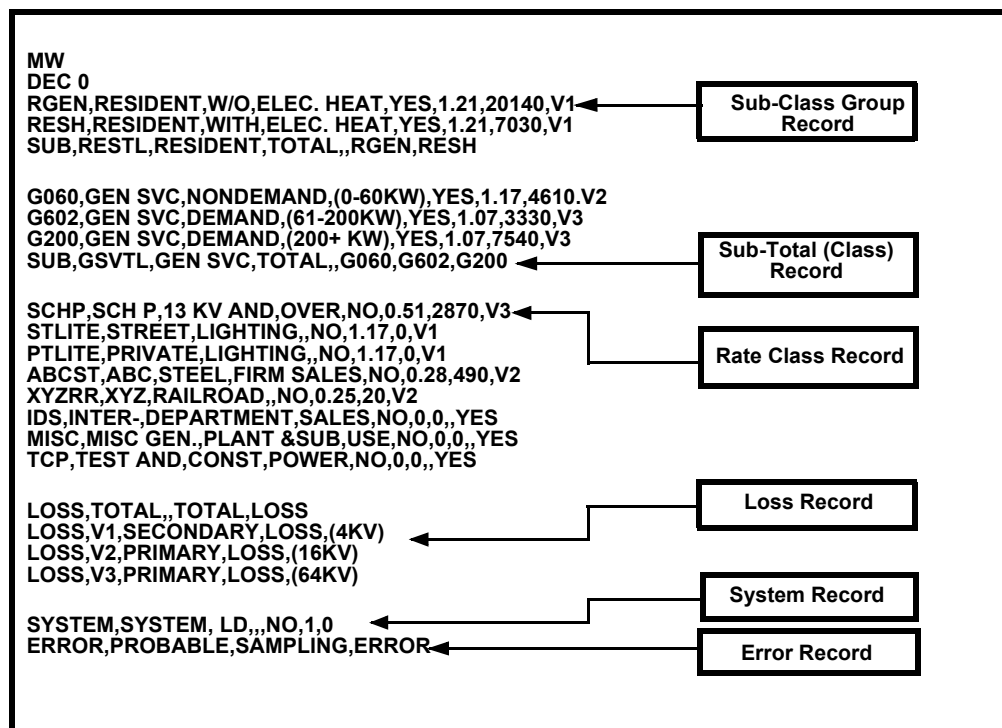 MW
DEC 0
RGEN,RESIDENT,W/O,ELEC. HEAT,YES,1.21,20140,V1
RESH,RESIDENT,WITH,ELEC. HEAT,YES,1.21,7030,V1
SUB,RESTL,RESIDENT,TOTAL,,RGEN,RESH
Sub-Class Group
Record
G060,GEN SVC,NONDEMAND,(0-60KW),YES,1.17,4610.V2
G602,GEN SVC,DEMAND,(61-200KW),YES,1.07,3330,V3
G200,GEN SVC,DEMAND,(200+ KW),YES,1.07,7540,V3
SUB,GSVTL,GEN SVC,TOTAL,,G060,G602,G200
Sub-Total (Class)
Record
SCHP,SCH P,13 KV AND,OVER,NO,0.51,2870,V3
STLITE,STREET,LIGHTING,,NO,1.17,0,V1
PTLITE,PRIVATE,LIGHTING,,NO,1.17,0,V1
ABCST,ABC,STEEL,FIRM SALES,NO,0.28,490,V2
XYZRR,XYZ,RAILROAD,,NO,0.25,20,V2
IDS,INTER-,DEPARTMENT,SALES,NO,0,0,,YES
MISC,MISC GEN.,PLANT &SUB,USE,NO,0,0,,YES
TCP,TEST AND,CONST,POWER,NO,0,0,,YES
Rate Class Record
LOSS,TOTAL,,TOTAL,LOSS
LOSS,V1,SECONDARY,LOSS,(4KV)
LOSS,V2,PRIMARY,LOSS,(16KV)
LOSS,V3,PRIMARY,LOSS,(64KV)
Loss Record
SYSTEM,SYSTEM, LD,,,NO,1,0
ERROR,PROBABLE,SAMPLING,ERROR
System Record
Error Record